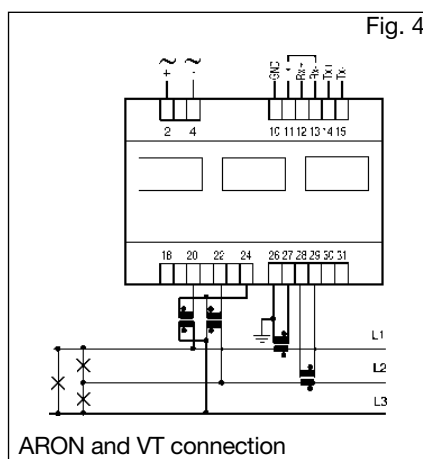 Fig. 4
GND Rx+ Rx- Tx+ Tx-
2 4 10 11 12 13 14 15
18 20 22 24 26 27 28 29 30 31
L1
L2
L3
ARON and VT connection